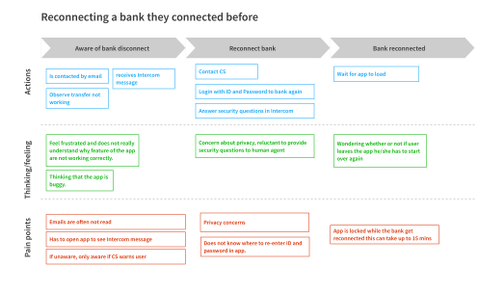 Reconnecting a bank they connected before
Aware of bank disconnect
Reconnect bank
Bank reconnected
Actions
Is contacted by email
receives Intercom
message
Observe transfer not
working
Contact CS
Login with ID and Password to bank again
Answer security questions in Intercom
Wait for app to load
Thinking/feeling
Feel frustrated and does not really
understand why feature of the app
are not working correctly.
Thinking that the app is
buggy.
Concern about privacy, reluctant to provide
security questions to human agent
Wondering whether or not if user
leaves the app he/she has to start
over again
Pain points
Emails are often not read
Has to open app to see Intercom message
If unaware, only aware if CS warns user
Privacy concerns
Does not know where to re-enter ID and
password in app.
App is locked while the bank get
reconnected this can take up to 15 mins